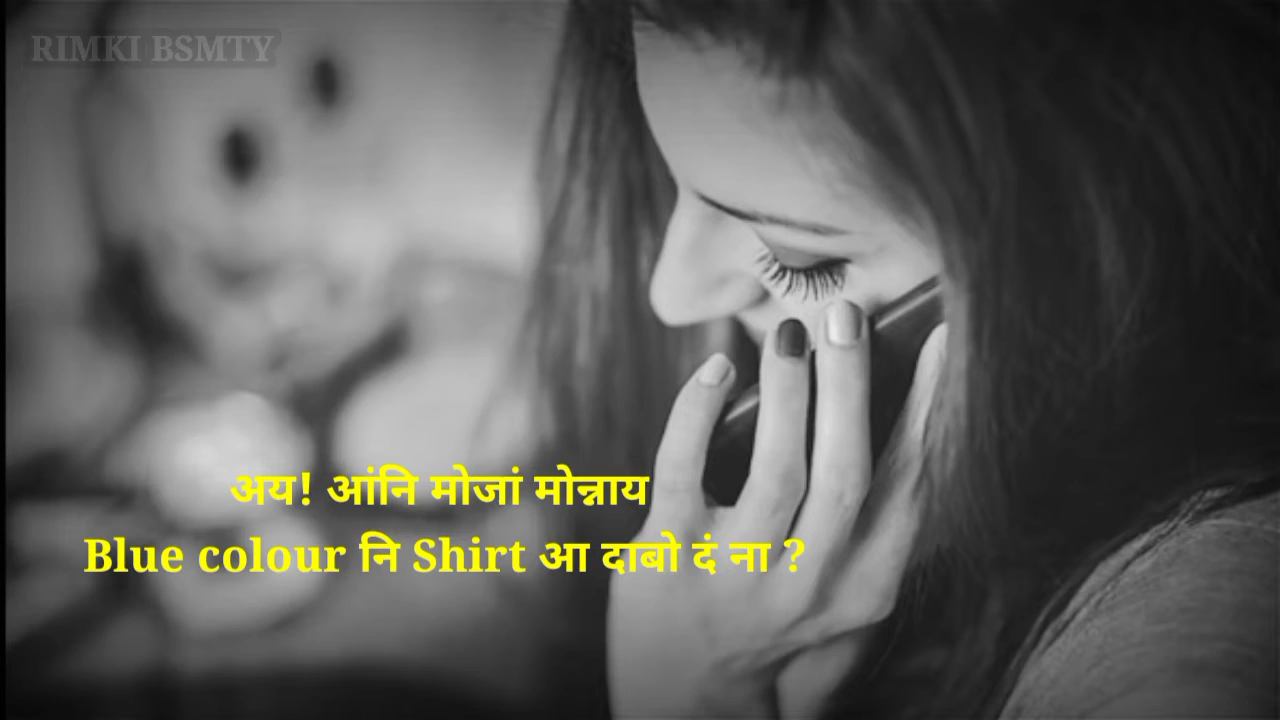 RIMKI BSMTY
अय! आंनि मोजां मोन्नाय
Blue colour नि Shirt आ दाबो दं ना ?